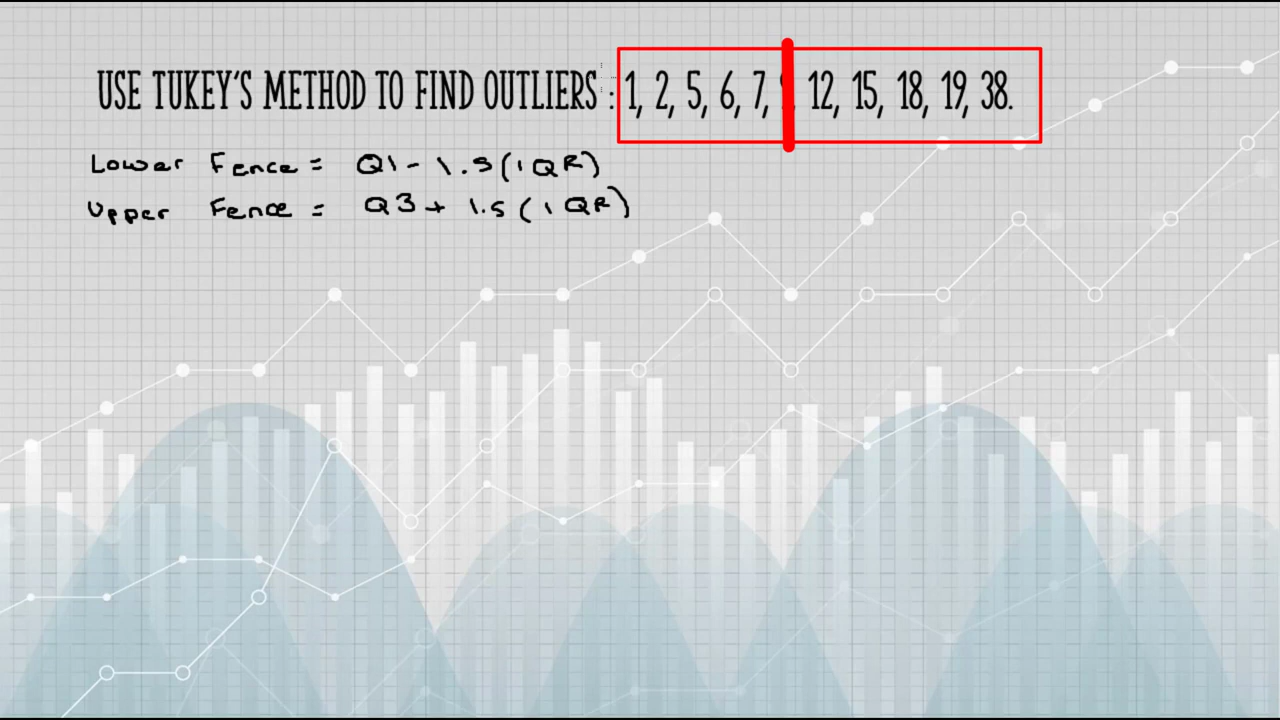 USE TUKEY'S METHOD TO FIND OUTLIERS : 1, 2, 5, 6, 7, 12, 15, 18, 19, 38.
Lower Fence = Q1 - 1.5(IQR)
Upper Fence = Q3 + 1.5(IQR)